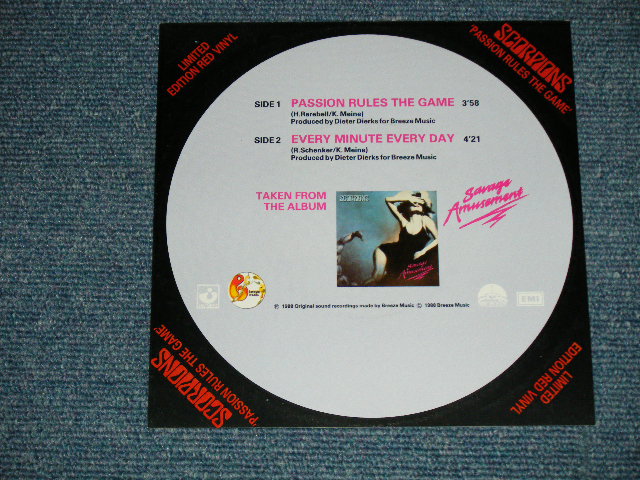 LIMITED
EDITION RED VINYL
SCORPIONS
'PASSION RULES THE GAME'
SIDE 1 PASSION RULES THE GAME 3'58
(H.Rarebell/K. Meine)
Produced by Dieter Dierks for Breeze Music
SIDE 2 EVERY MINUTE EVERY DAY 4'21
(R.Schenker/K. Meine)
Produced by Dieter Dierks for Breeze Music
TAKEN FROM
THE ALBUM
SCORPIONS
Savage
Amusement
Savage
Amusement
EMI
℗ 1988 Original sound recordings made by Breeze Music © 1988 Breeze Music
SCORPIONS
'PASSION RULES THE GAME'
LIMITED
EDITION RED VINYL